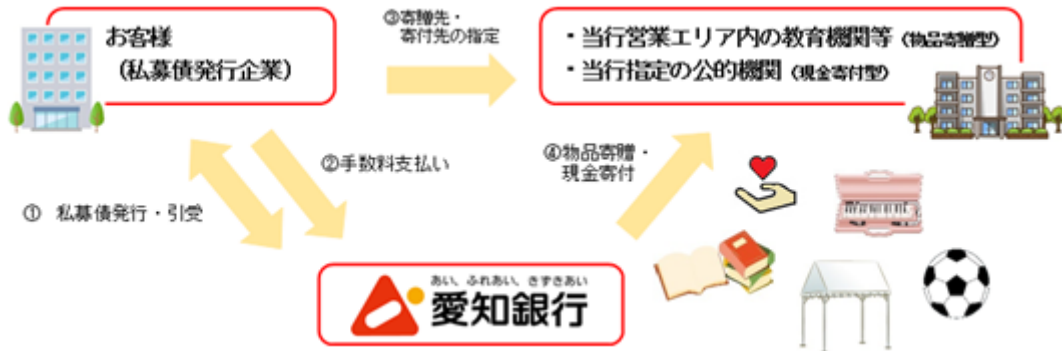 お客様
（私募債発行企業）
③寄贈先・
寄付先の指定
・当行営業エリア内の教育機関等（物品寄贈型）
・当行指定の公的機関（現金寄付型）
②手数料支払い
④物品寄贈・
現金寄付
①　私募債発行・引受
あい、ふれあい、きずきあい
愛知銀行